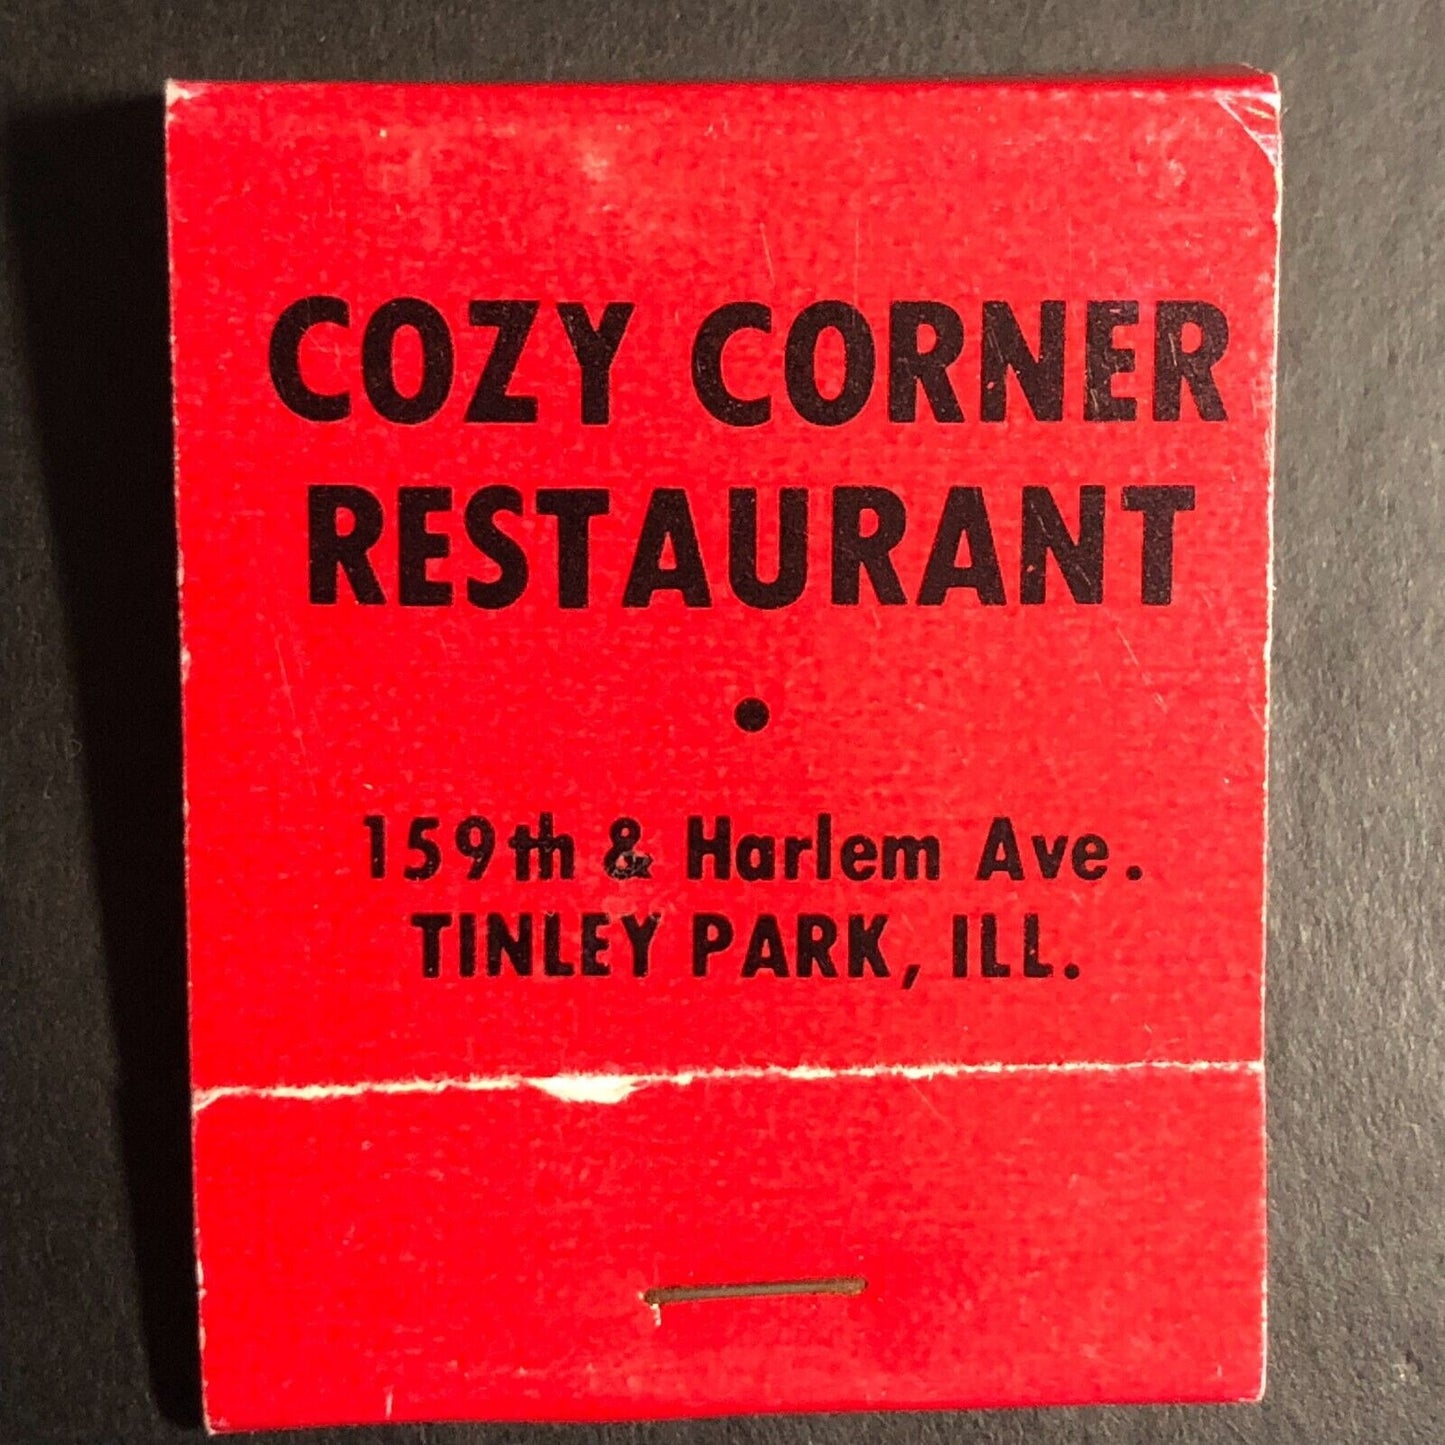 COZY CORNER
RESTAURANT
•
159th & Harlem Ave.
TINLEY PARK, ILL.